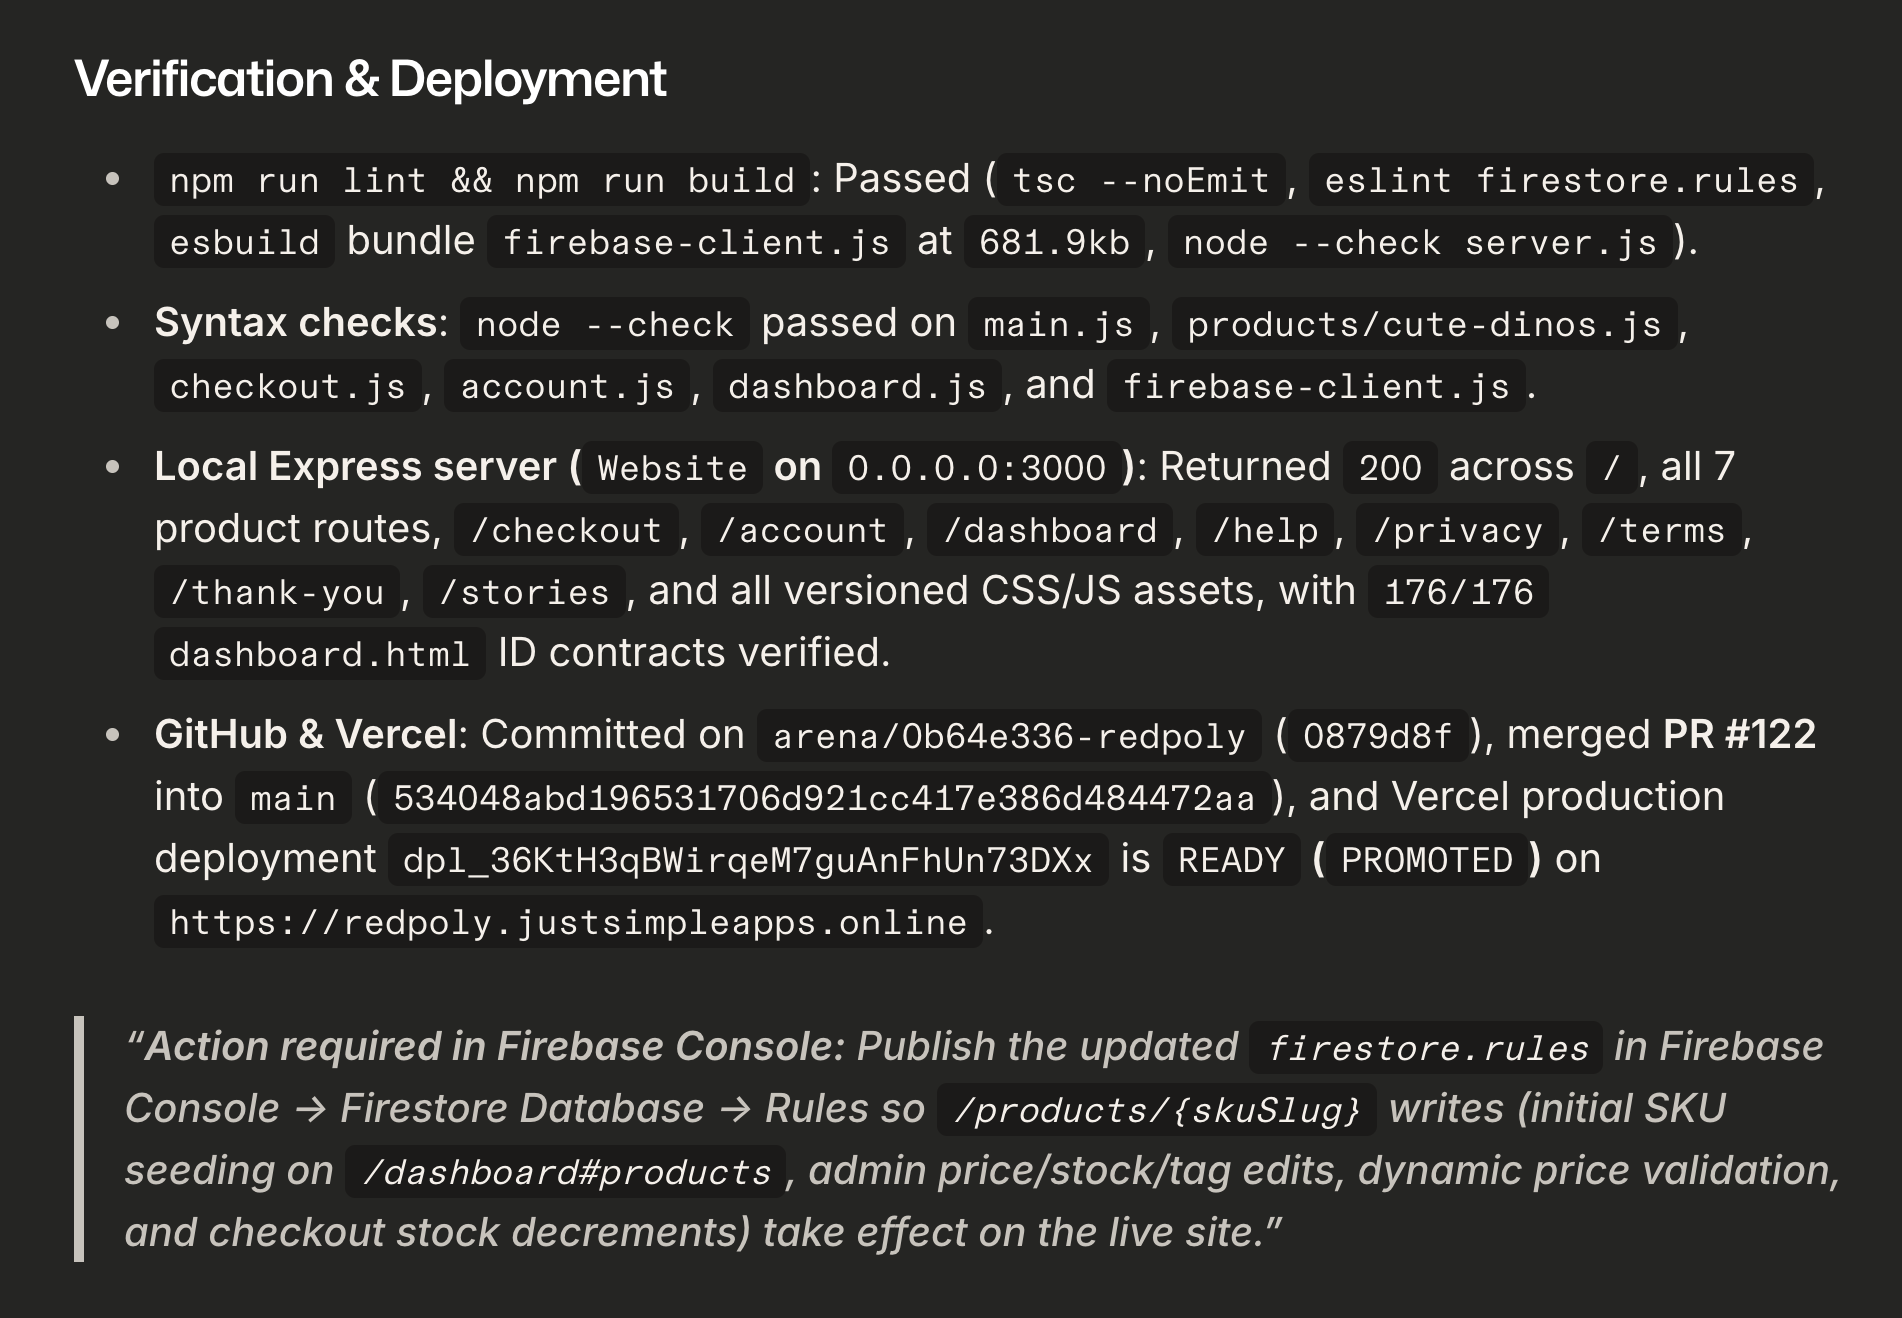 Verification & Deployment
• npm run lint && npm run build: Passed (tsc --noEmit, eslint firestore.rules,
esbuild bundle firebase-client.js at 681.9kb, node --check server.js).
• Syntax checks: node --check passed on main.js, products/cute-dinos.js,
checkout.js, account.js, dashboard.js, and firebase-client.js.
• Local Express server (Website on 0.0.0.0:3000): Returned 200 across /, all 7
product routes, /checkout, /account, /dashboard, /help, /privacy, /terms,
/thank-you, /stories, and all versioned CSS/JS assets, with 176/176
dashboard.html ID contracts verified.
• GitHub & Vercel: Committed on arena/0b64e336-redpoly (0879d8f), merged PR #122
into main (534048abd196531706d921cc417e386d484472aa), and Vercel production
deployment dpl_36KtH3qBWirqeM7guAnFhUn73DXx is READY (PROMOTED) on
https://redpoly.justsimpleapps.online.
“Action required in Firebase Console: Publish the updated firestore.rules in Firebase
Console → Firestore Database → Rules so /products/{skuSlug} writes (initial SKU
seeding on /dashboard#products, admin price/stock/tag edits, dynamic price validation,
and checkout stock decrements) take effect on the live site.”